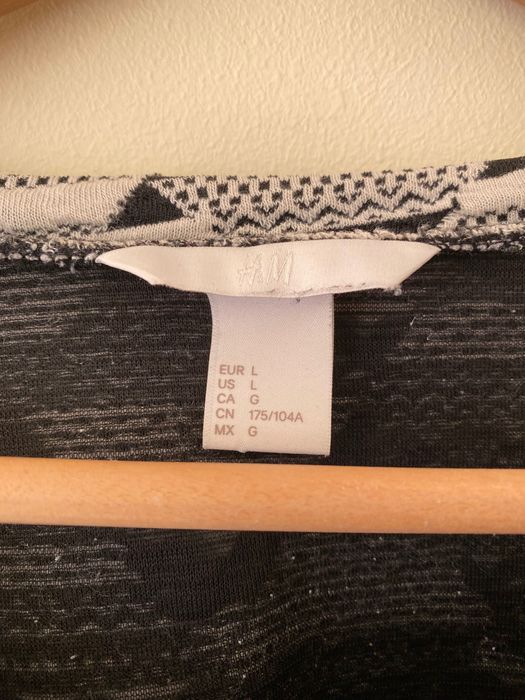 H&M
EUR L
US L
CA G
CN 175/104A
MX G